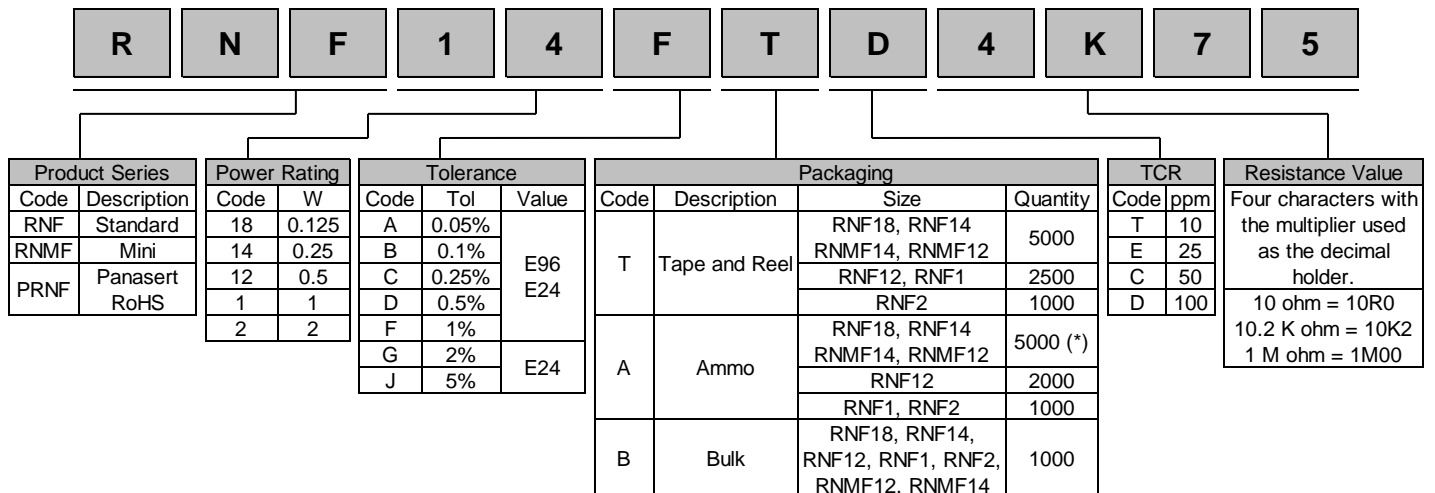 R N F 1 4 F T D 4 K 7 5
Product Series
Code Description
RNF Standard
RNMF Mini
PRNF Panasert RoHS
Power Rating
Code W
18 0.125
14 0.25
12 0.5
1 1
2 2
Tolerance
Code Tol Value
A 0.05%
B 0.1%
C 0.25%
D 0.5%
F 1%
E96
E24
G 2%
J 5%
E24
Packaging
Code Description Size Quantity
T Tape and Reel
RNF18, RNF14
RNMF14, RNMF12
5000
RNF12, RNF1 2500
RNF2 1000
A Ammo
RNF18, RNF14
RNMF14, RNMF12
5000 (*)
RNF12 2000
RNF1, RNF2 1000
B Bulk
RNF18, RNF14,
RNF12, RNF1, RNF2,
RNMF12, RNMF14
1000
TCR
Code ppm
T 10
E 25
C 50
D 100
Resistance Value
Four characters with
the multiplier used
as the decimal
holder.
10 ohm = 10R0
10.2 K ohm = 10K2
1 M ohm = 1M00